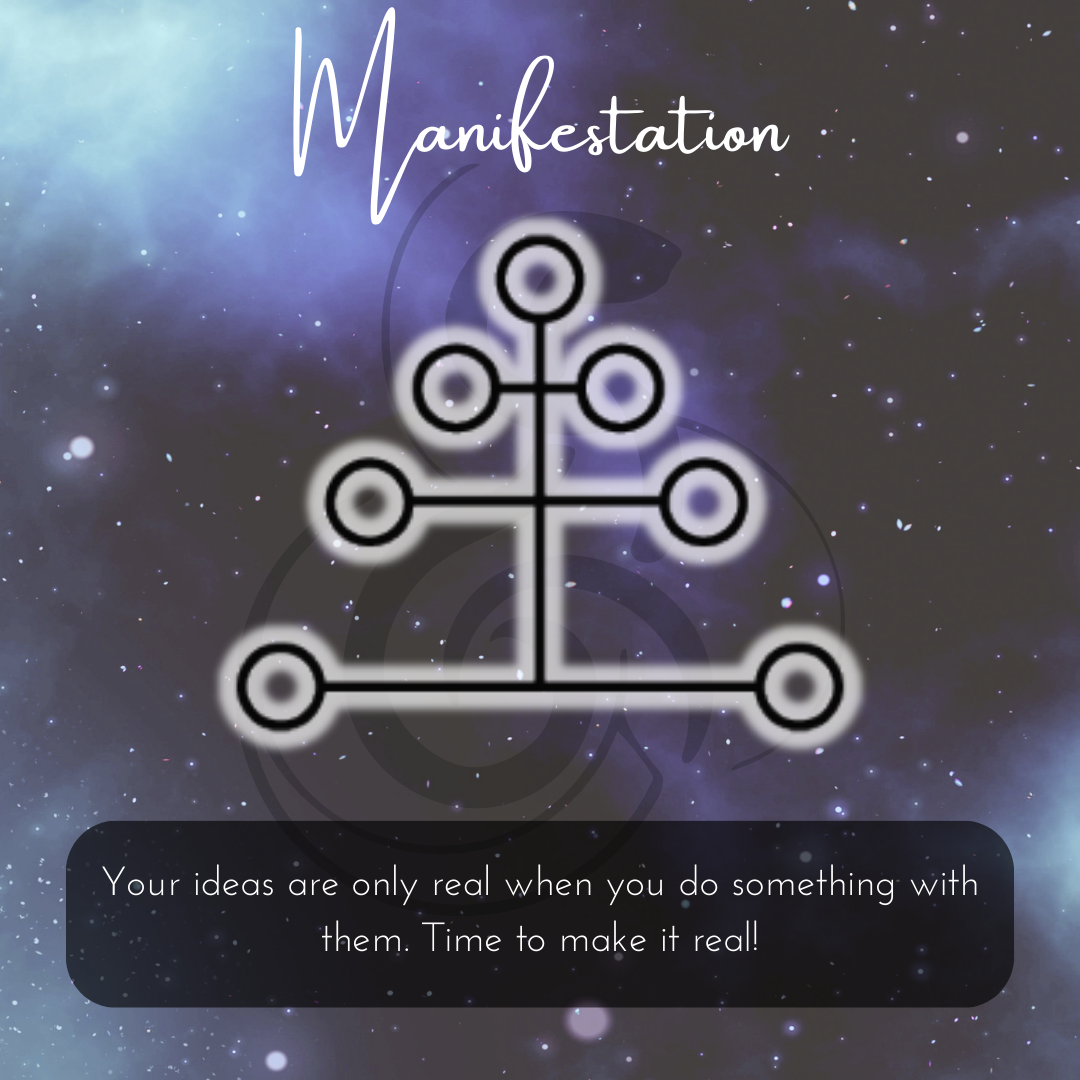 Manifestation
Your ideas are only real when you do something with
them. Time to make it real!